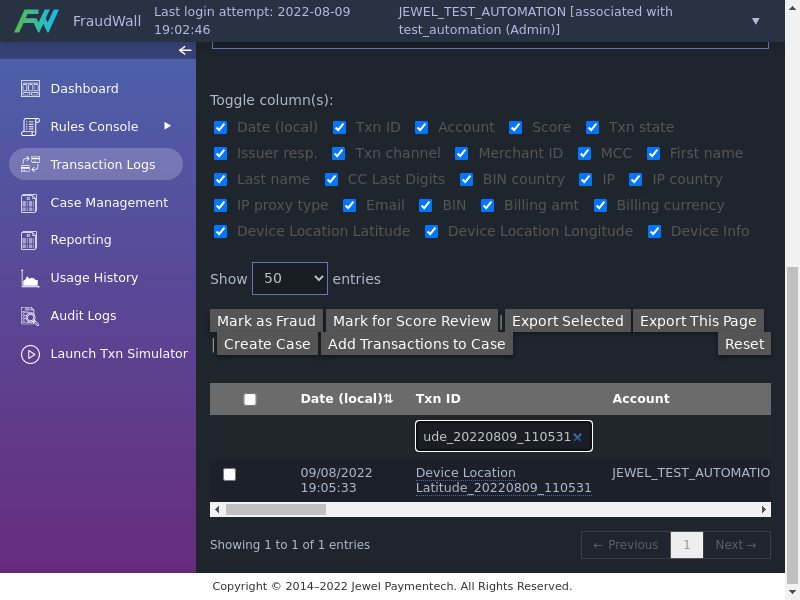 FW FraudWall
Last login attempt: 2022-08-09
19:02:46
JEWEL_TEST_AUTOMATION [associated with
test_automation (Admin)]
Dashboard
Rules Console
Transaction Logs
Case Management
Reporting
Usage History
Audit Logs
Launch Txn Simulator
Toggle column(s):
Date (local) Txn ID Account Score Txn state
Issuer resp. Txn channel Merchant ID MCC First name
Last name CC Last Digits BIN country IP IP country
IP proxy type Email BIN Billing amt Billing currency
Device Location Latitude Device Location Longitude Device Info
Show 50 entries
Mark as Fraud Mark for Score Review | Export Selected Export This Page
| Create Case Add Transactions to Case Reset
Date (local)⇅ Txn ID Account
ude_20220809_110531 ×
09/08/2022 Device Location JEWEL_TEST_AUTOMATIO
19:05:33 Latitude_20220809_110531
Showing 1 to 1 of 1 entries
← Previous 1 Next →
Copyright © 2014–2022 Jewel Paymentech. All Rights Reserved.